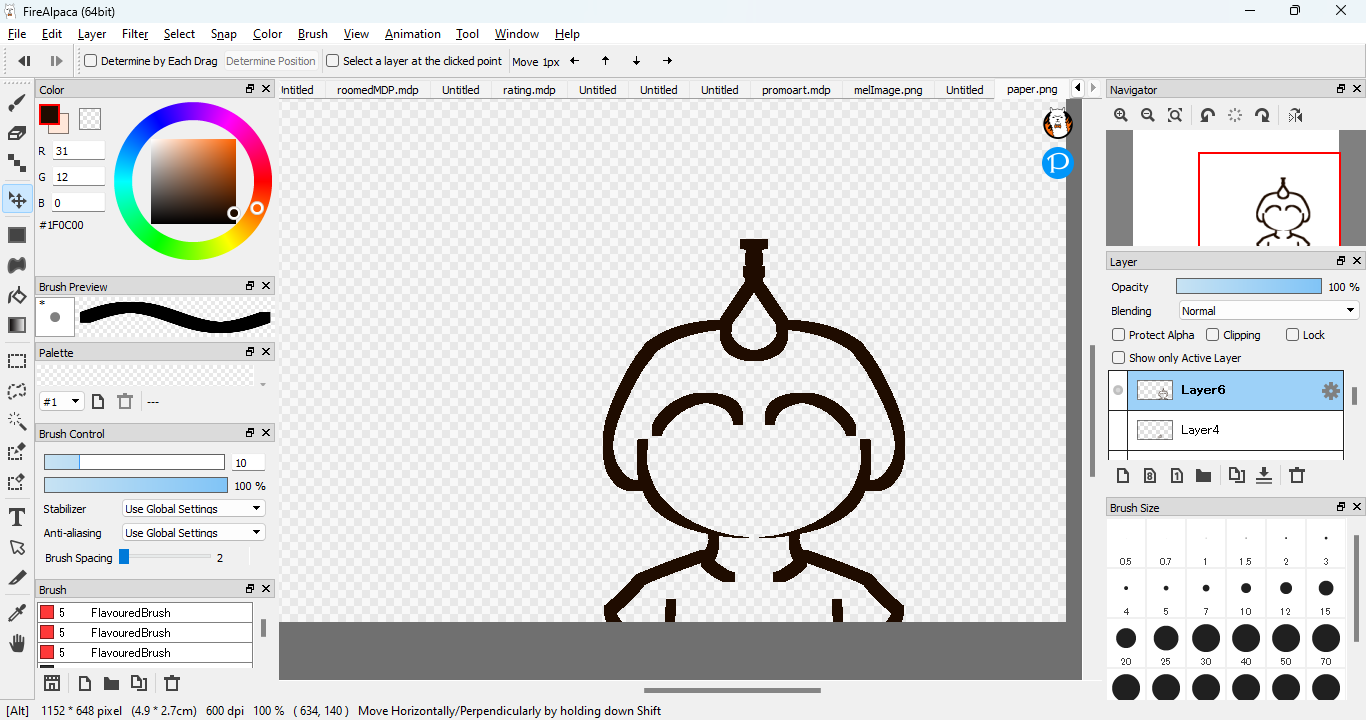 FireAlpaca (64bit)
File Edit Layer Filter Select Snap Color Brush View Animation Tool Window Help
Determine by Each Drag Determine Position Select a layer at the clicked point Move 1px
Color
Intitled roomedMDP.mdp Untitled rating.mdp Untitled Untitled Untitled promoart.mdp melImage.png Untitled paper.png
Navigator
R 31
G 12
B 0
#1F0C00
Brush Preview
*
Palette
#1 ---
Brush Control
10
100 %
Stabilizer Use Global Settings
Anti-aliasing Use Global Settings
Brush Spacing 2
Brush
5 FlavouredBrush
5 FlavouredBrush
5 FlavouredBrush
Layer
Opacity 100 %
Blending Normal
Protect Alpha Clipping Lock
Show only Active Layer
Layer6
Layer4
8 1
Brush Size
0.5 0.7 1 1.5 2 3
4 5 7 10 12 15
20 25 30 40 50 70
[Alt] 1152 * 648 pixel (4.9 * 2.7cm) 600 dpi 100 % ( 634, 140 ) Move Horizontally/Perpendicularly by holding down Shift